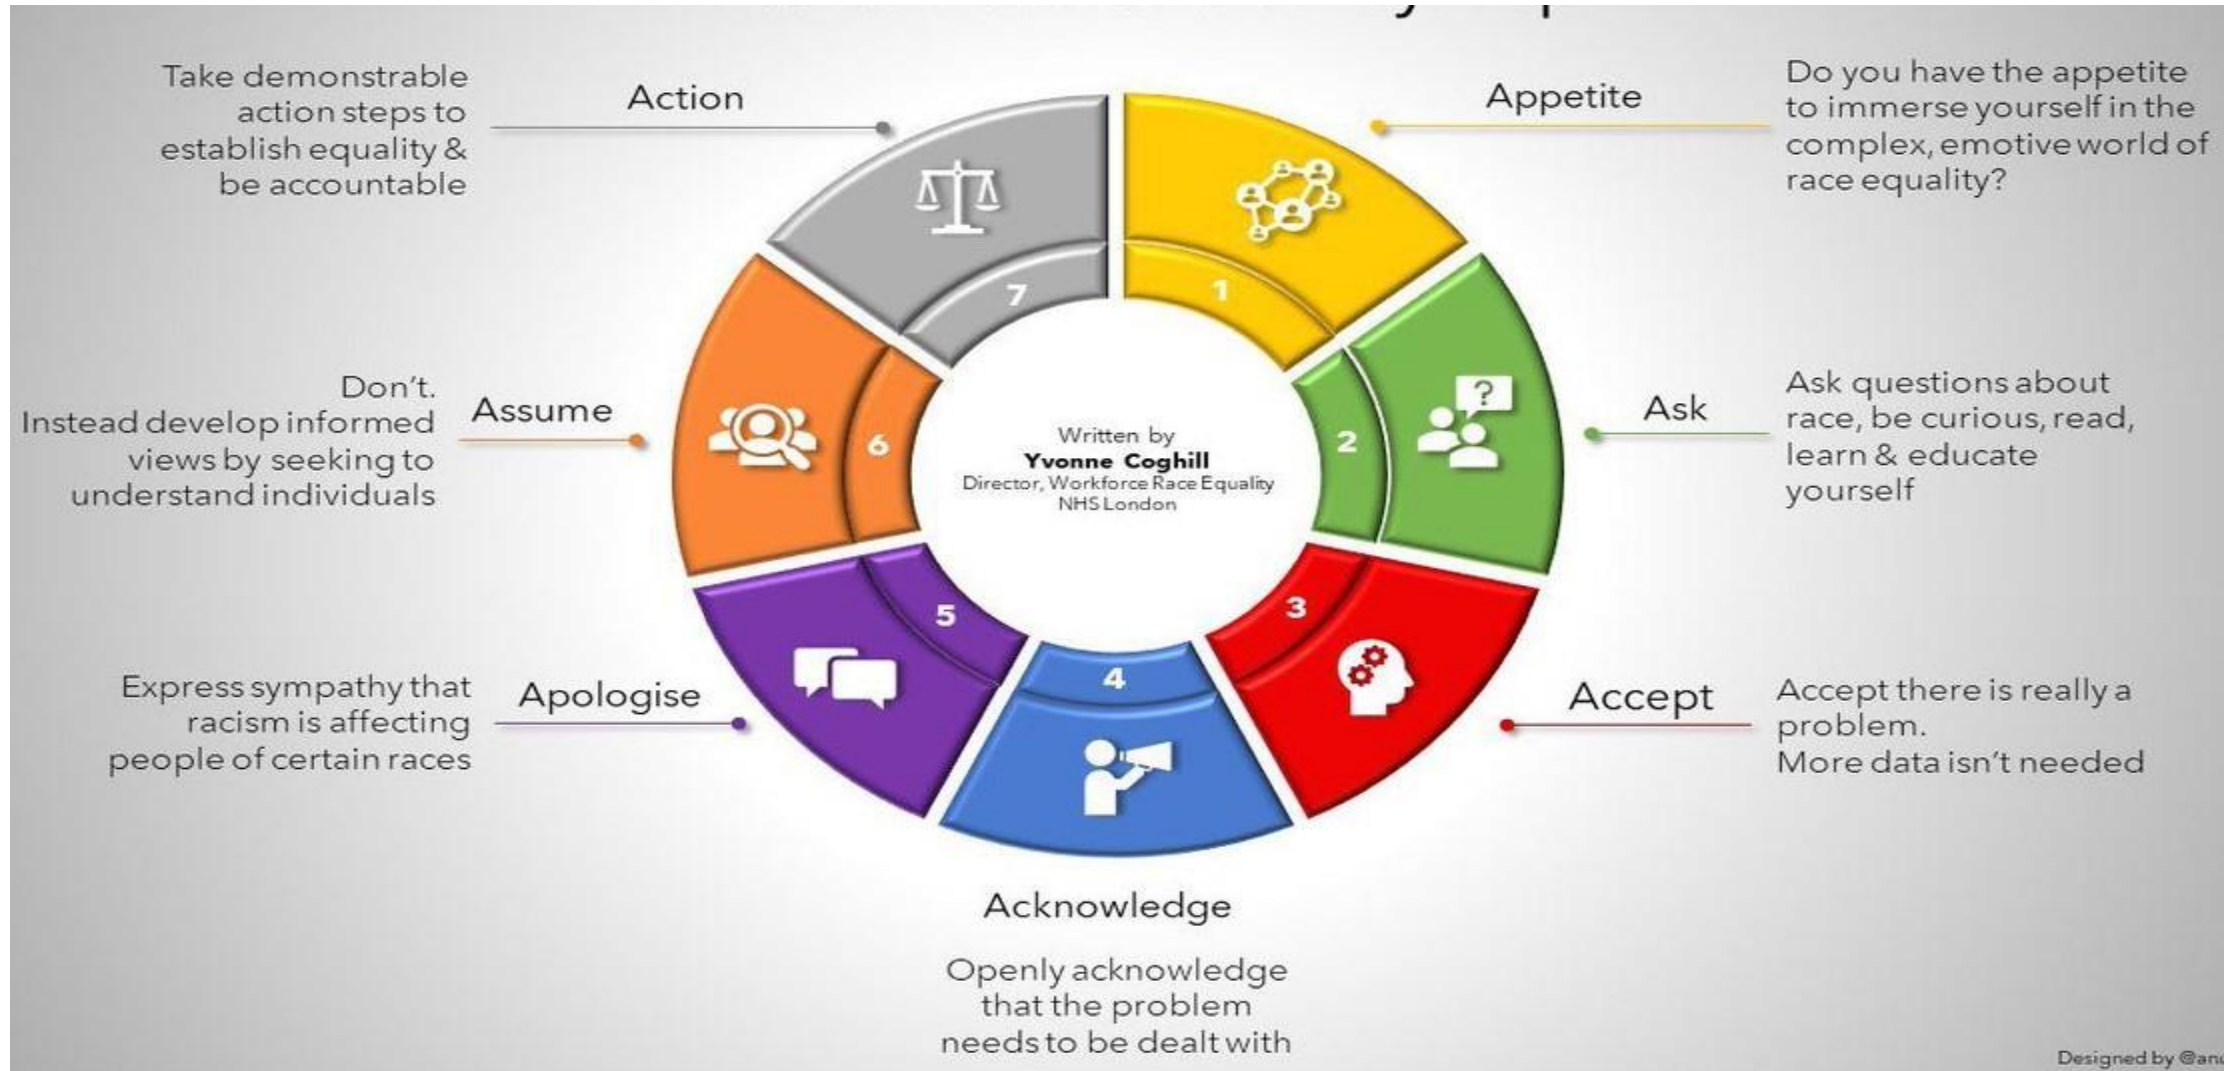 Appetite
Do you have the appetite
to immerse yourself in the
complex, emotive world of
race equality?
1
Ask
Ask questions about
race, be curious, read,
learn & educate
yourself
2
?
Accept
Accept there is really a
problem.
More data isn't needed
3
4
Acknowledge
Openly acknowledge
that the problem
needs to be dealt with
5
Apologise
Express sympathy that
racism is affecting
people of certain races
6
Assume
Don't.
Instead develop informed
views by seeking to
understand individuals
7
Action
Take demonstrable
action steps to
establish equality &
be accountable
Written by
Yvonne Coghill
Director, Workforce Race Equality
NHS London
Designed by